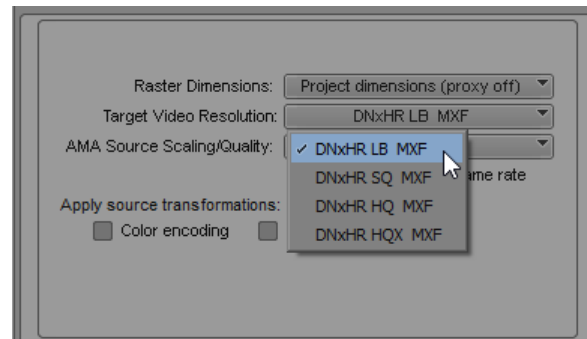 Raster Dimensions: Project dimensions (proxy off)
Target Video Resolution: DNxHR LB MXF
AMA Source Scaling/Quality: ✓ DNxHR LB MXF
DNxHR SQ MXF rate
Apply source transformations: DNxHR HQ MXF
Color encoding DNxHR HQX MXF